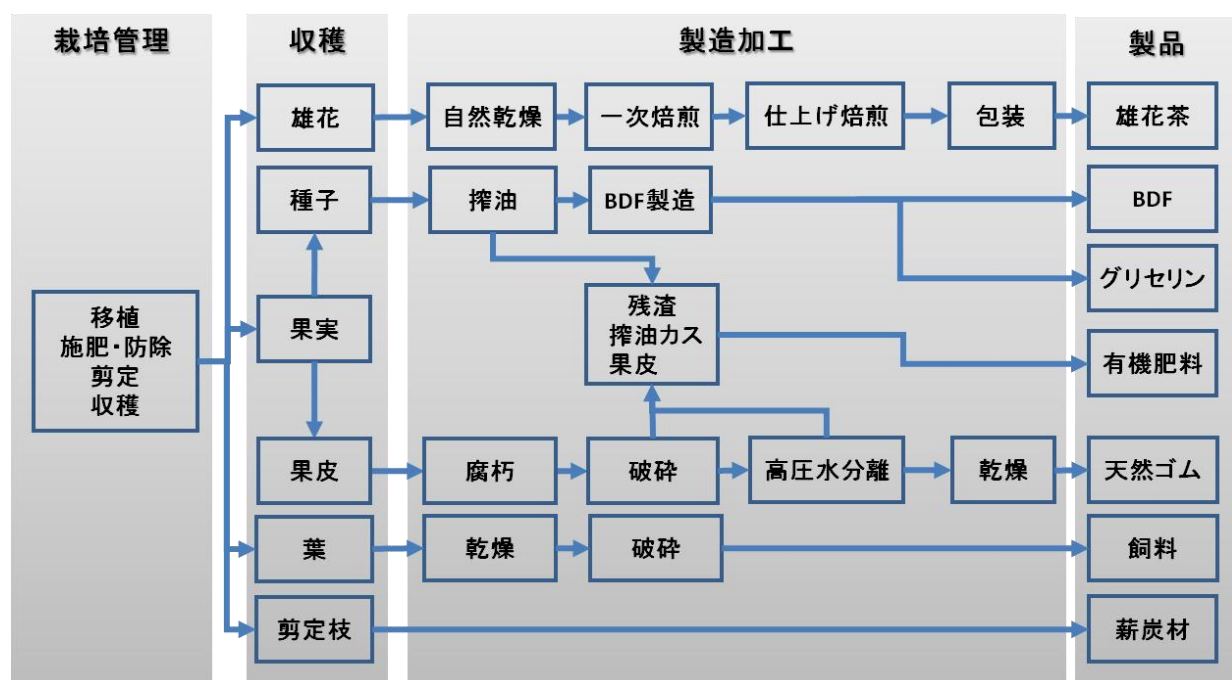 栽培管理
収穫
製造加工
製品
雄花
自然乾燥
一次焙煎
仕上げ焙煎
包装
雄花茶
種子
搾油
BDF製造
BDF
グリセリン
移植
施肥・防除
剪定
収穫
果実
残渣
搾油カス
果皮
有機肥料
果皮
腐朽
破砕
高圧水分離
乾燥
天然ゴム
葉
乾燥
破砕
飼料
剪定枝
薪炭材